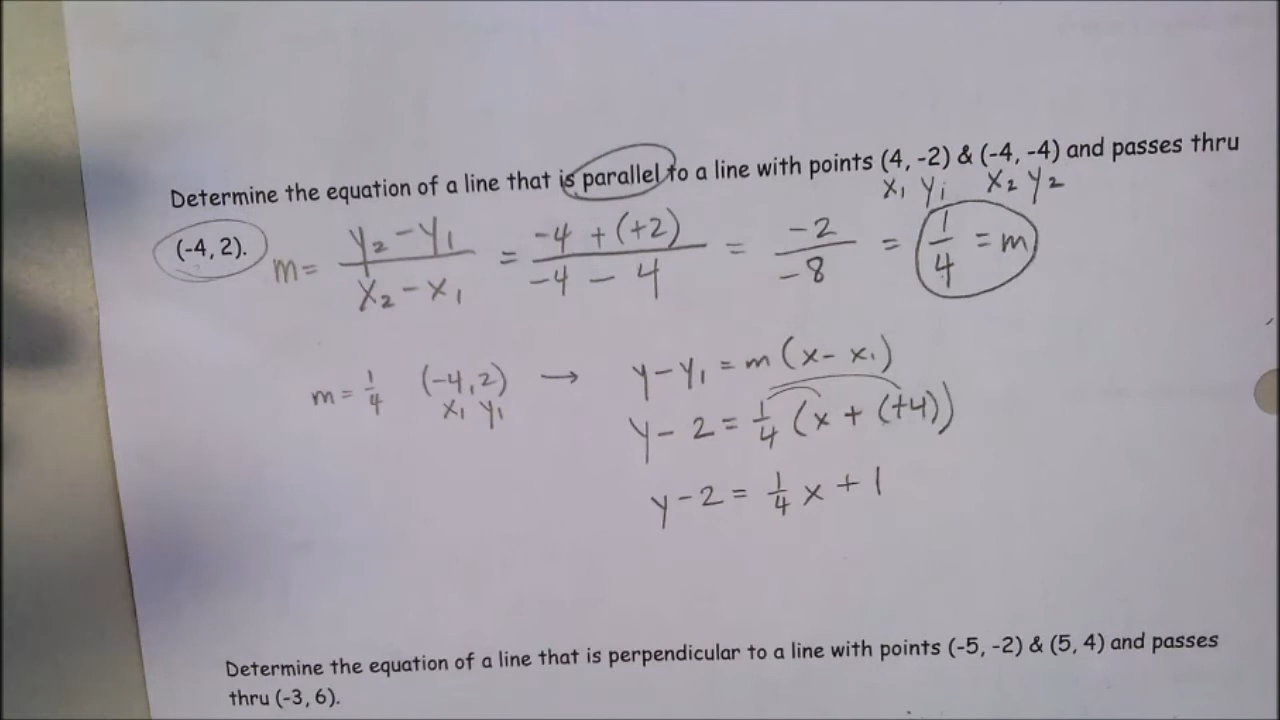 Determine the equation of a line that is parallel to a line with points (4, -2) & (-4, -4) and passes thru
x₁ y₁ x₂ y₂
(-4, 2). m = y₂ - y₁ / x₂ - x₁ = -4 + (+2) / -4 - 4 = -2 / -8 = 1/4 = m
m = 1/4 (-4, 2) → y - y₁ = m (x - x₁)
x₁ y₁
y - 2 = 1/4 (x + (+4))
y - 2 = 1/4 x + 1
Determine the equation of a line that is perpendicular to a line with points (-5, -2) & (5, 4) and passes
thru (-3, 6).